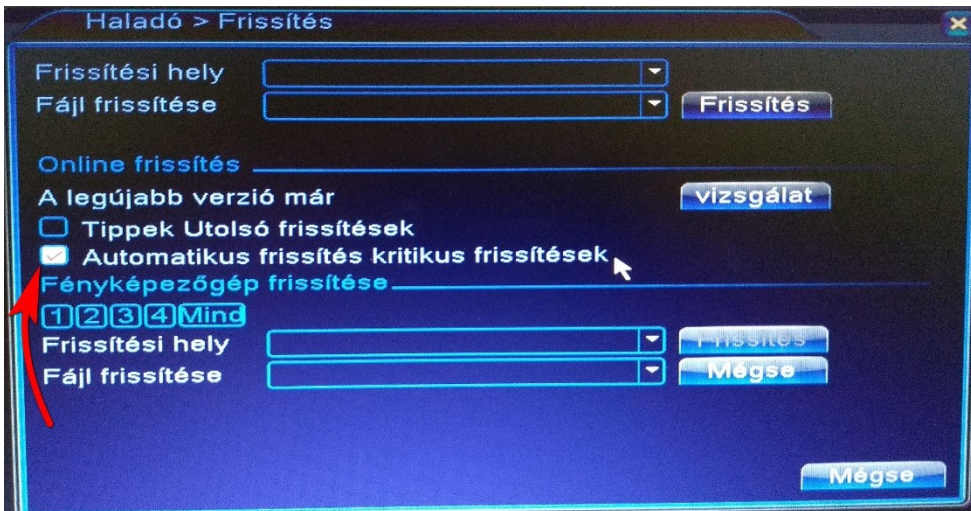 Haladó > Frissítés
Frissítési hely
Fájl frissítése Frissítés
Online frissítés
A legújabb verzió már vizsgálat
Tippek Utolsó frissítések
Automatikus frissítés kritikus frissítések
Fényképezőgép frissítése
1 2 3 4 Mind
Frissítési hely Frissítés
Fájl frissítése Mégse
Mégse